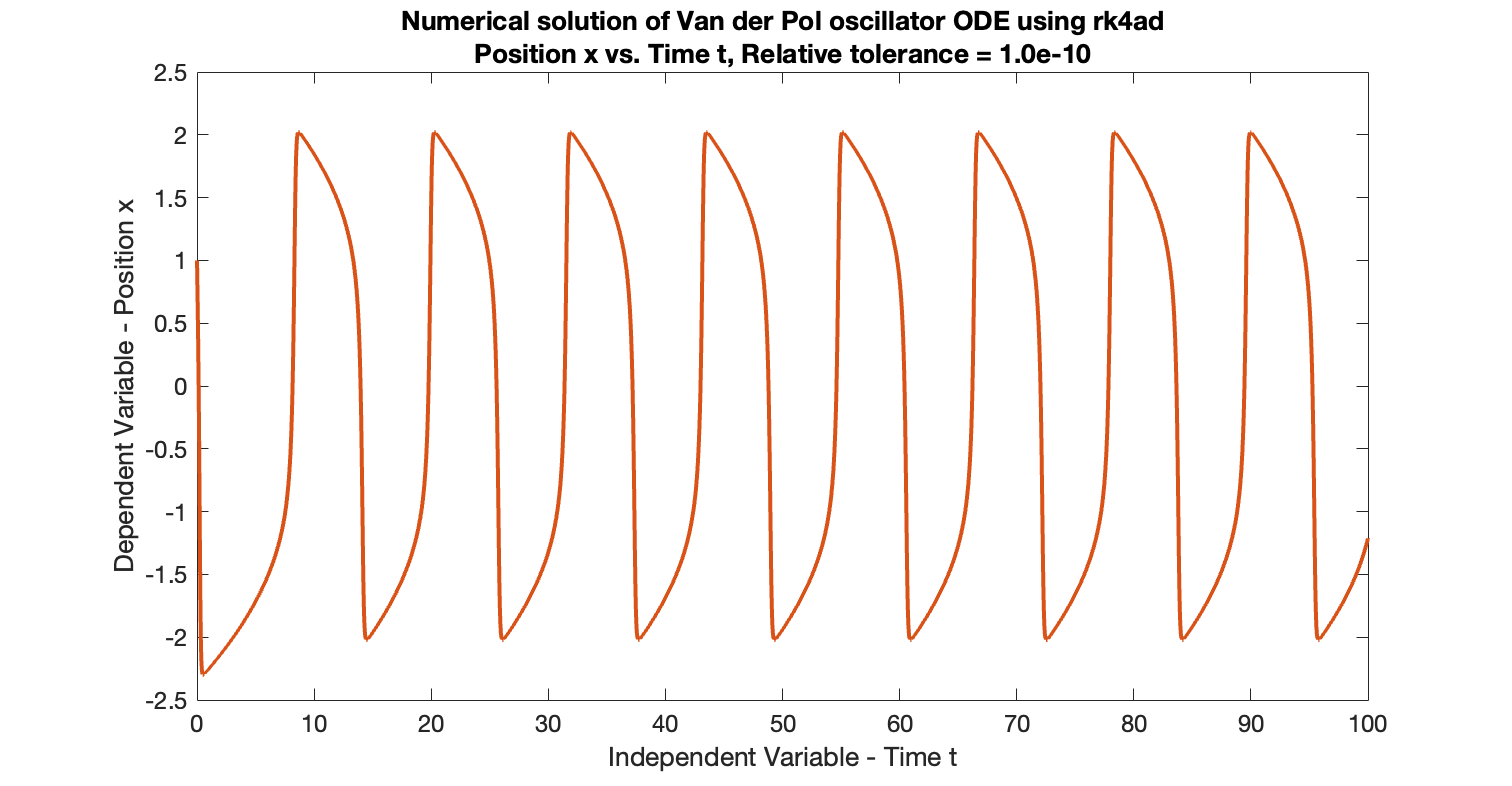 Numerical solution of Van der Pol oscillator ODE using rk4ad
Position x vs. Time t, Relative tolerance = 1.0e-10
2.5
2
1.5
1
0.5
0
-0.5
-1
-1.5
-2
-2.5
Dependent Variable - Position x
0 10 20 30 40 50 60 70 80 90 100
Independent Variable - Time t